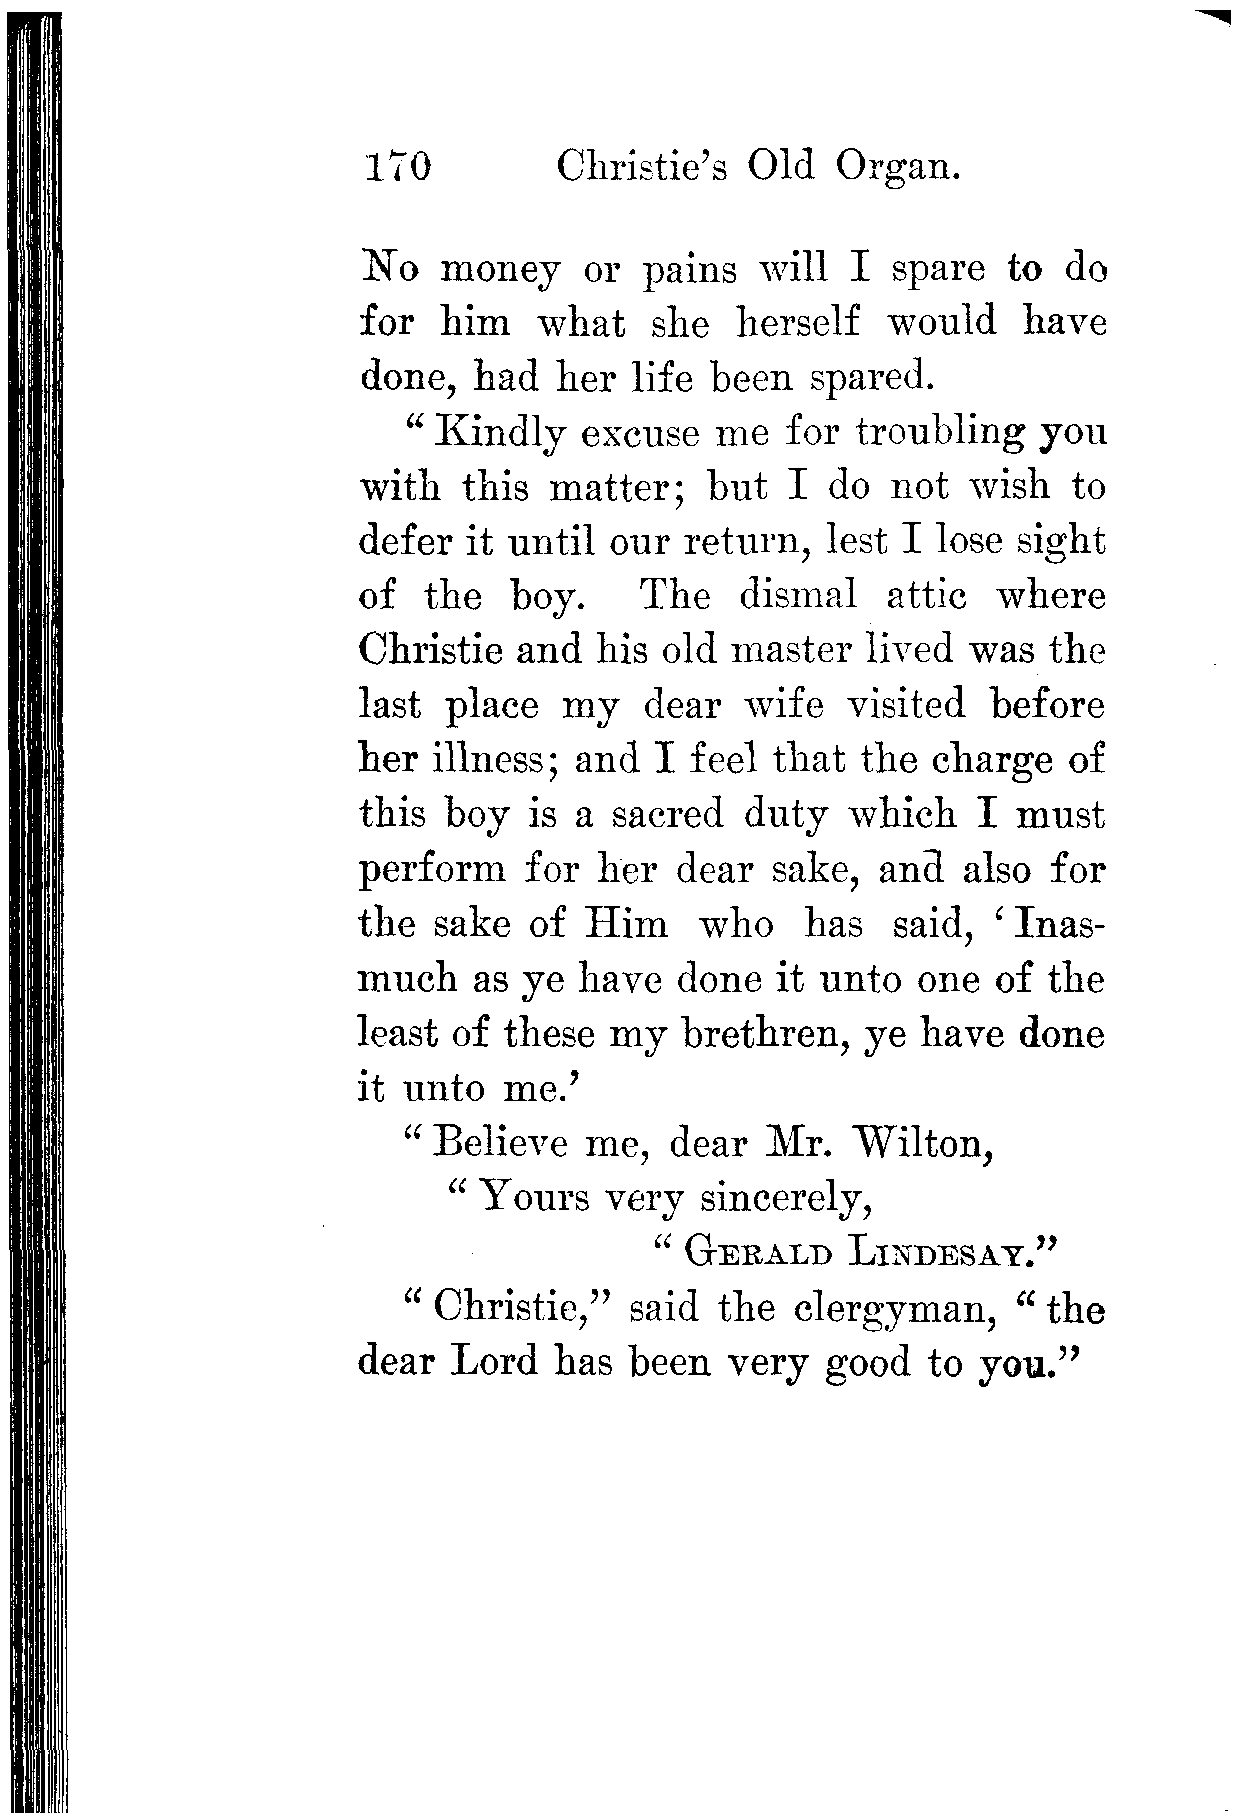 170 Christie's Old Organ.
No money or pains will I spare to do
for him what she herself would have
done, had her life been spared.
“Kindly excuse me for troubling you
with this matter; but I do not wish to
defer it until our return, lest I lose sight
of the boy. The dismal attic where
Christie and his old master lived was the
last place my dear wife visited before
her illness; and I feel that the charge of
this boy is a sacred duty which I must
perform for her dear sake, and also for
the sake of Him who has said, ‘Inas-
much as ye have done it unto one of the
least of these my brethren, ye have done
it unto me.’
“Believe me, dear Mr. Wilton,
“Yours very sincerely,
“GERALD LINDESAY.”
“Christie,” said the clergyman, “the
dear Lord has been very good to you.”